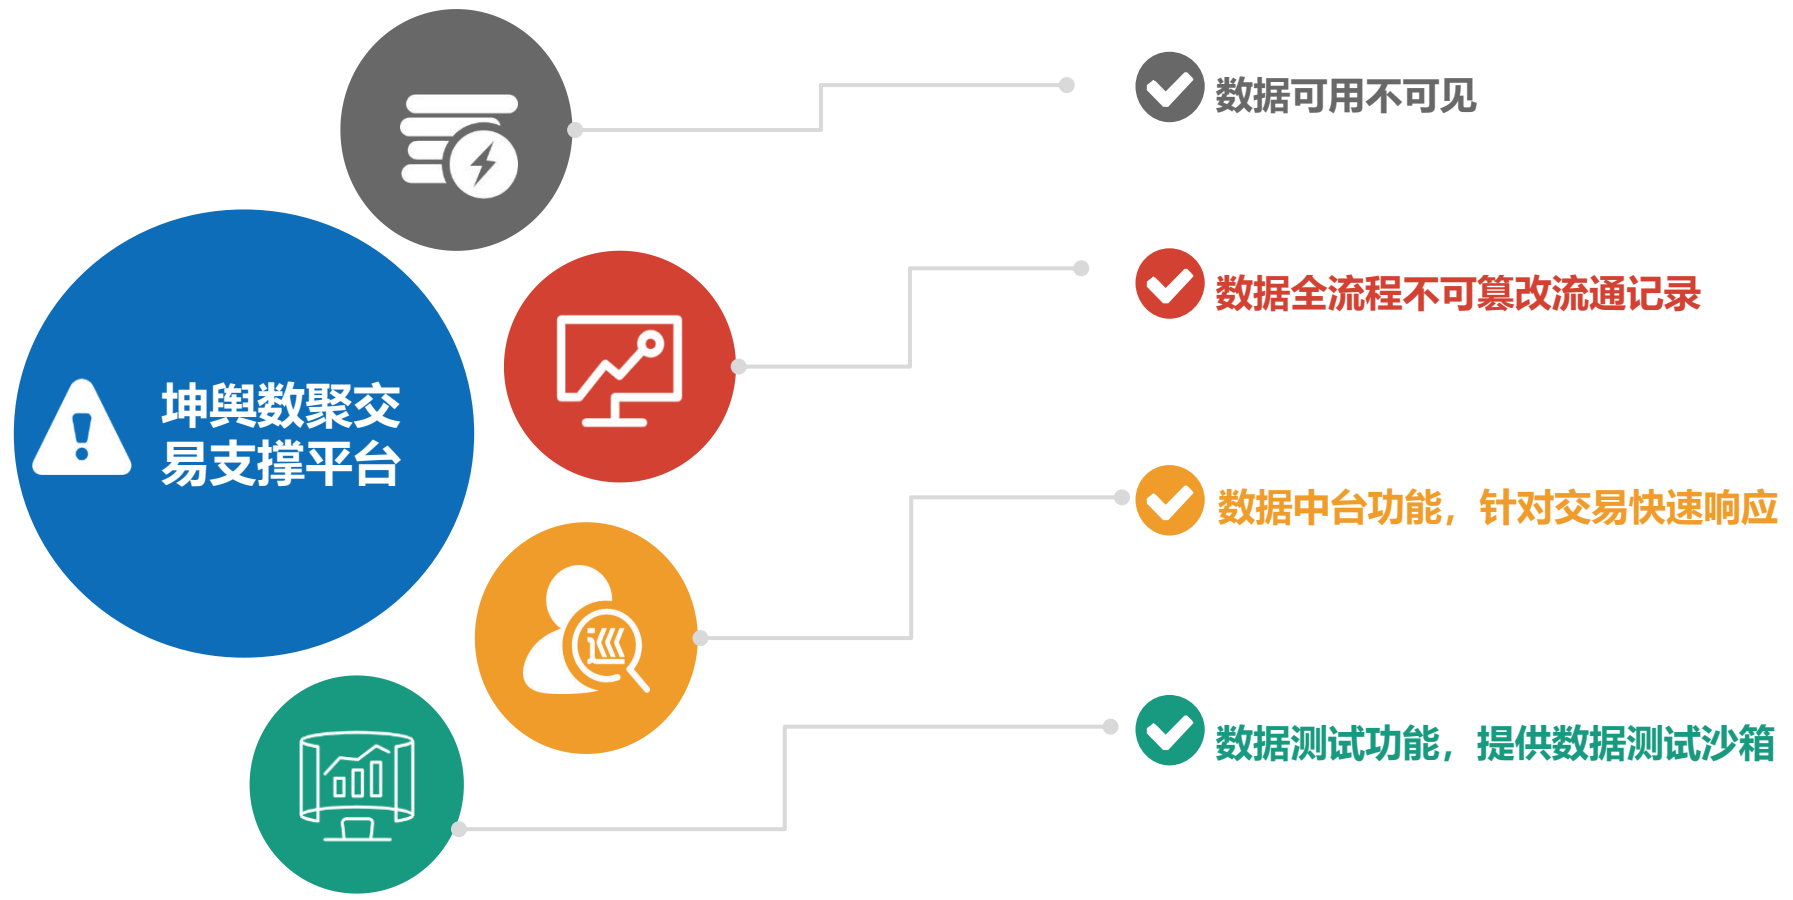 坤舆数聚交
易支撑平台
数据可用不可见
数据全流程不可篡改流通记录
数据中台功能，针对交易快速响应
数据测试功能，提供数据测试沙箱